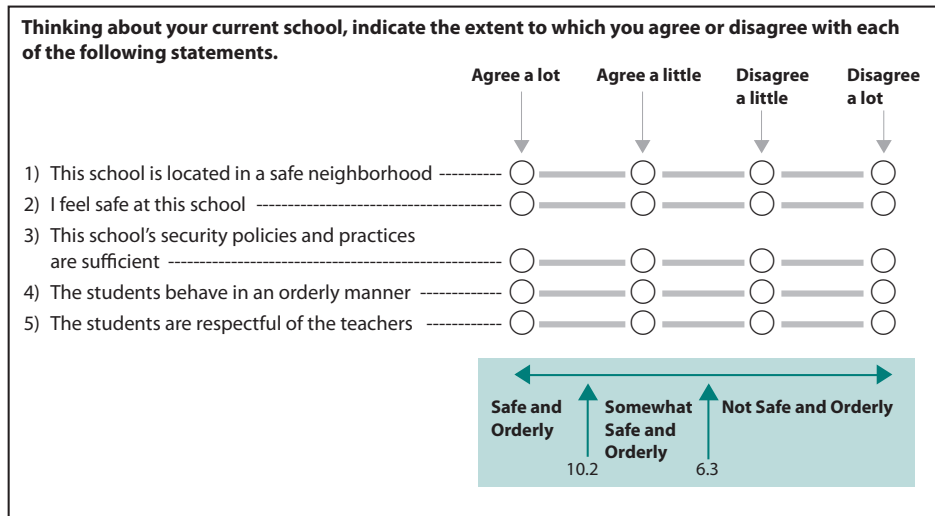 Thinking about your current school, indicate the extent to which you agree or disagree with each
of the following statements.
Agree a lot
Agree a little
Disagree
a little
Disagree
a lot
1) This school is located in a safe neighborhood
2) I feel safe at this school
3) This school's security policies and practices
are sufficient
4) The students behave in an orderly manner
5) The students are respectful of the teachers
Safe and
Orderly
Somewhat
Safe and
Orderly
Not Safe and Orderly
10.2
6.3